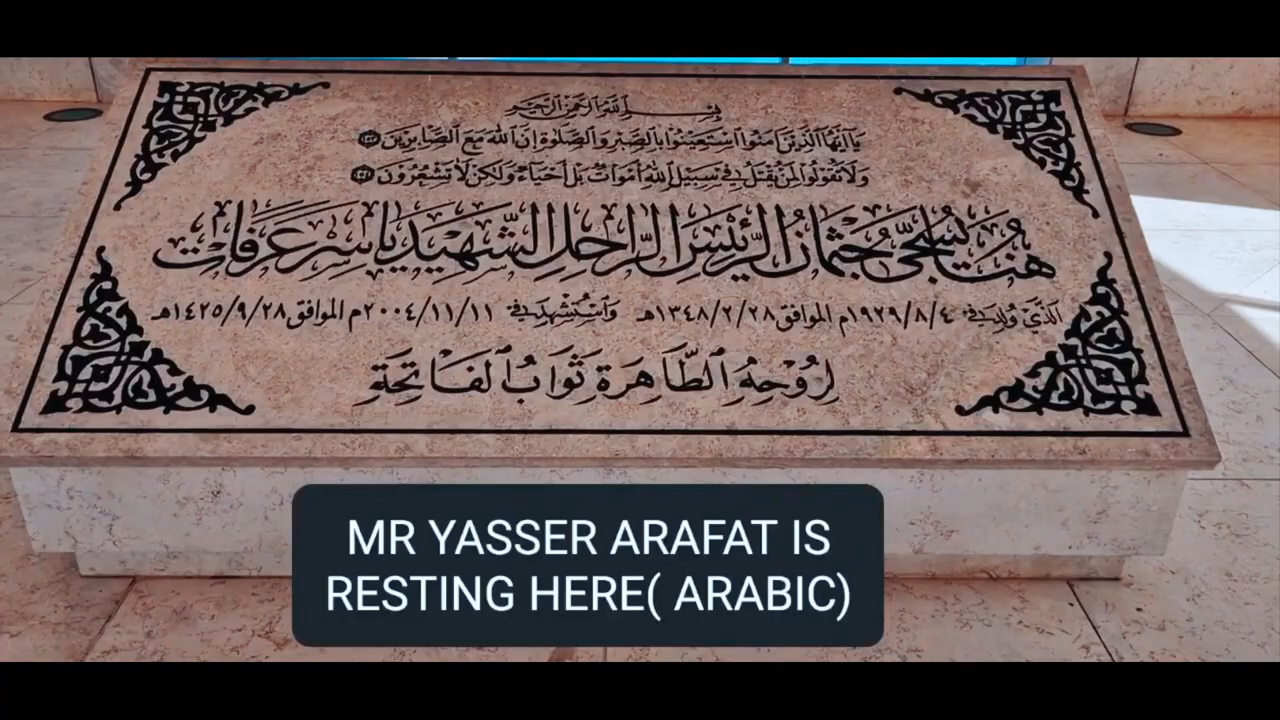 بسم الله الرحمن الرحيم
يا أيها الذين آمنوا استعينوا بالصبر والصلوة إن الله مع الصابرين ١٥٣
ولا تقولوا لمن يقتل في سبيل الله أموات بل أحياء ولكن لا تشعرون ١٥٤
هنا يسجى جثمان الرئيس الراحل الشهيد ياسر عرفات
الذي ولد في ١٩٢٩/٨/٤م الموافق ١٣٤٨/٢/٢٨هـ واستشهد في ٢٠٠٤/١١/١١م الموافق ١٤٢٥/٩/٢٨هـ
لروحه الطاهرة ثواب الفاتحة
MR YASSER ARAFAT IS
RESTING HERE( ARABIC)